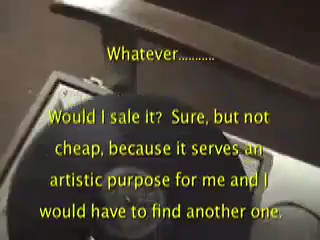 Whatever...........
Would I sale it?  Sure, but not
cheap, because it serves an
artistic purpose for me and I
would have to find another one.